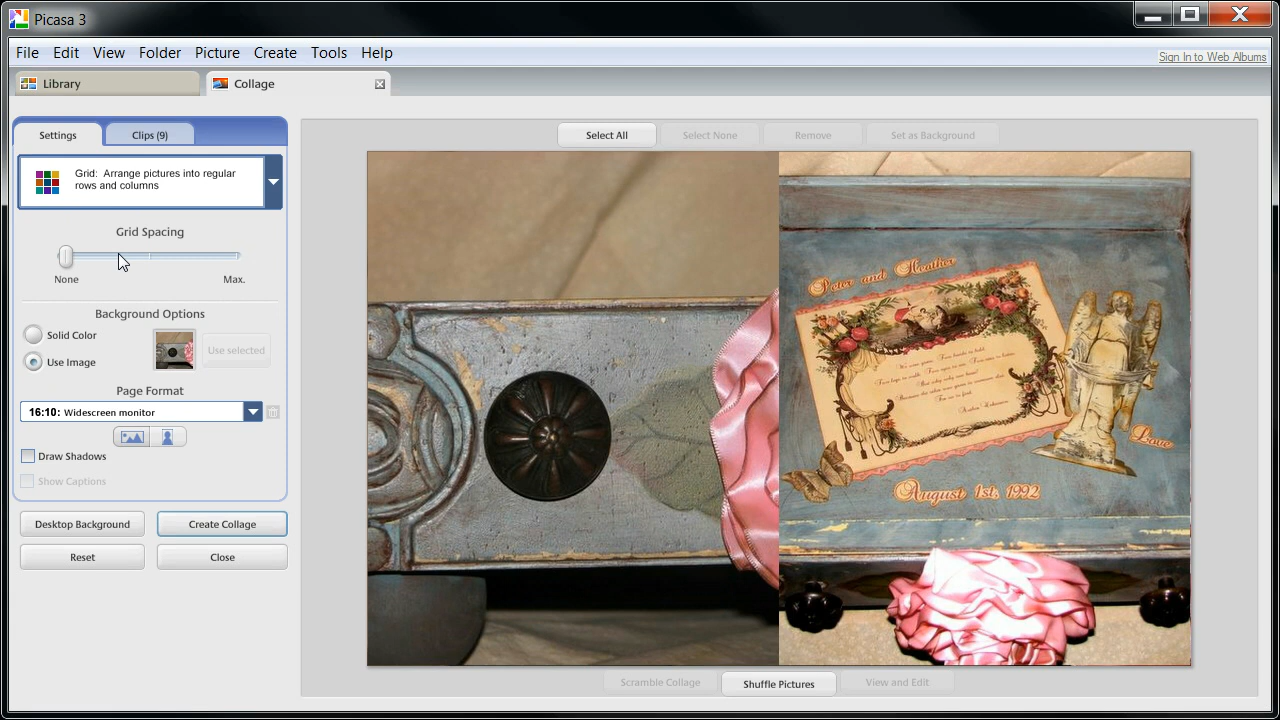 Picasa 3
File Edit View Folder Picture Create Tools Help
Sign In to Web Albums
Library
Collage
Settings
Clips (9)
Select All
Select None
Remove
Set as Background
Grid: Arrange pictures into regular
rows and columns
Grid Spacing
None
Max.
Background Options
Solid Color
Use Image
Use selected
Page Format
16:10: Widescreen monitor
Draw Shadows
Show Captions
Desktop Background
Create Collage
Reset
Close
Peter and Heather
Love
August 1st, 1992
Scramble Collage
Shuffle Pictures
View and Edit